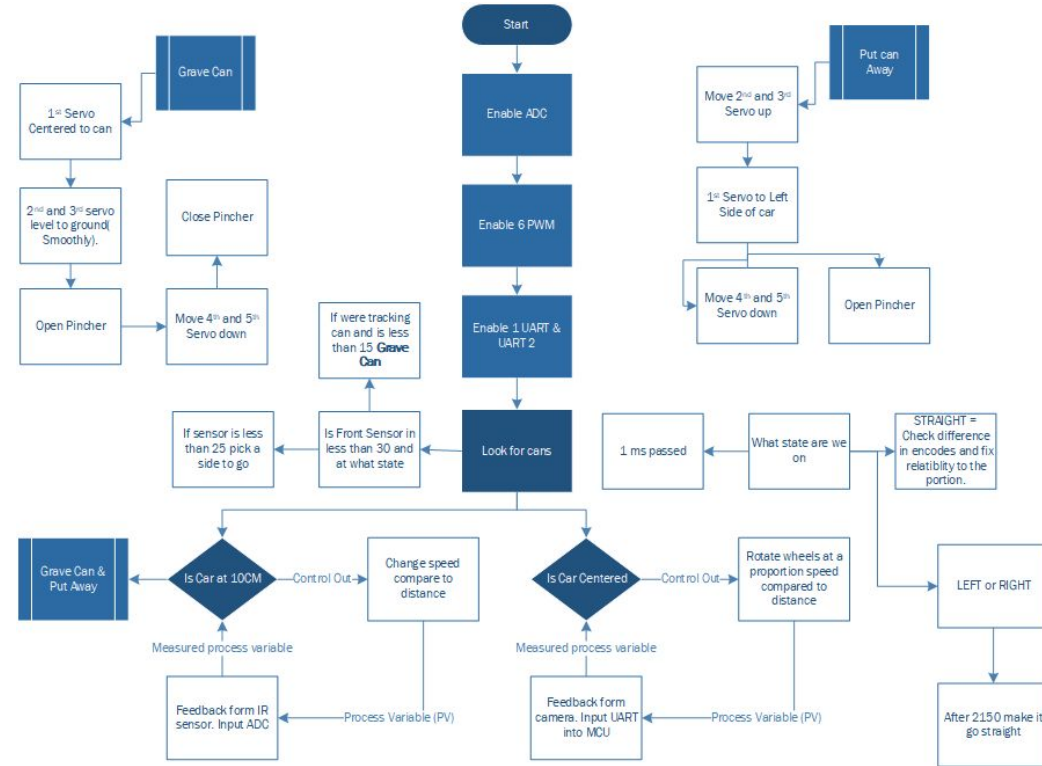 Start
Grave Can
Put can
Away
1st Servo
Centered to can
Enable ADC
Move 2nd and 3rd
Servo up
2nd and 3rd servo
level to ground(
Smoothly).
Close Pincher
Enable 6 PWM
1st Servo to Left
Side of car
Open Pincher
Move 4th and 5th
Servo down
If were tracking
can and is less
than 15 Grave
Can
Enable 1 UART &
UART 2
Move 4th and 5th
Servo down
Open Pincher
If sensor is less
than 25 pick a
side to go
Is Front Sensor in
less than 30 and
at what state
Look for cans
1 ms passed
What state are we
on
STRAIGHT =
Check difference
in encodes and fix
relatiblity to the
portion.
Grave Can &
Put Away
Is Car at 10CM
Control Out
Change speed
compare to
distance
Is Car Centered
Control Out
Rotate wheels at a
proportion speed
compared to
distance
LEFT or RIGHT
Measured process variable
Measured process variable
Feedback form IR
sensor. Input ADC
Process Variable (PV)
Feedback form
camera. Input UART
into MCU
Process Variable (PV)
After 2150 make it
go straight